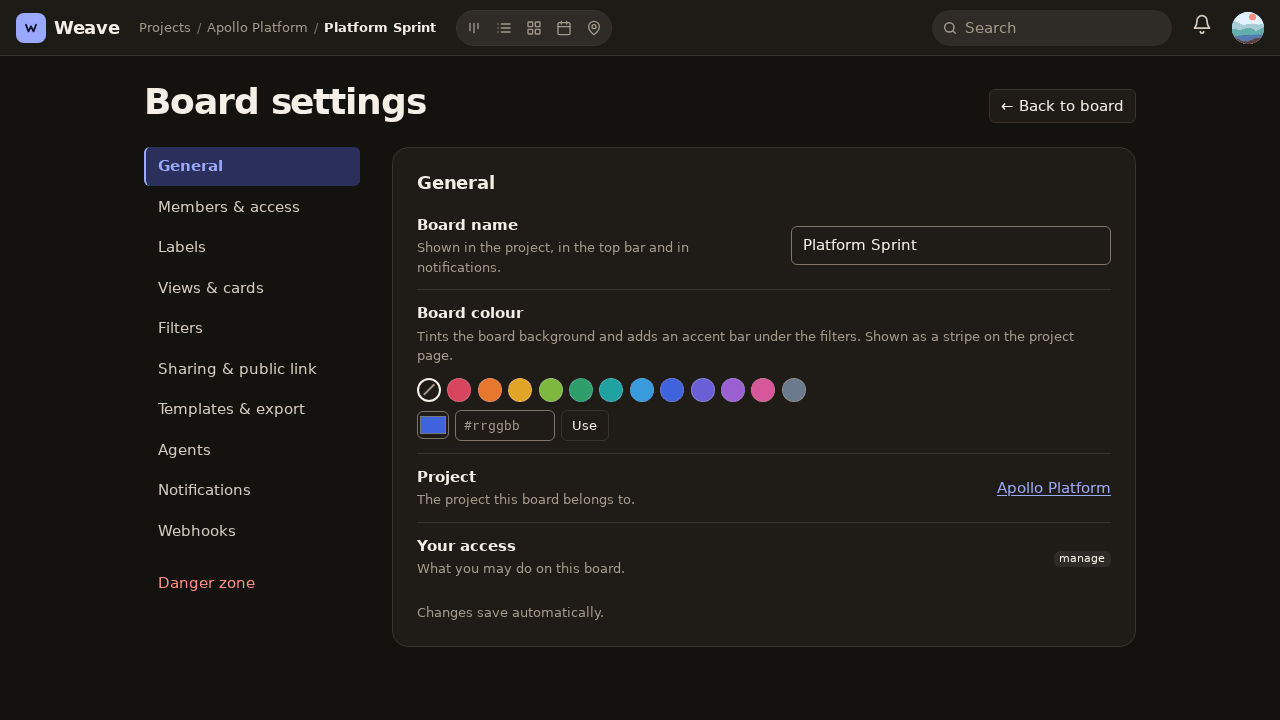 Weave
Projects / Apollo Platform / Platform Sprint
Search
Board settings
← Back to board
General
Members & access
Labels
Views & cards
Filters
Sharing & public link
Templates & export
Agents
Notifications
Webhooks
Danger zone
General
Board name
Shown in the project, in the top bar and in
notifications.
Platform Sprint
Board colour
Tints the board background and adds an accent bar under the filters. Shown as a stripe on the project
page.
#rrggbb
Use
Project
The project this board belongs to.
Apollo Platform
Your access
What you may do on this board.
manage
Changes save automatically.